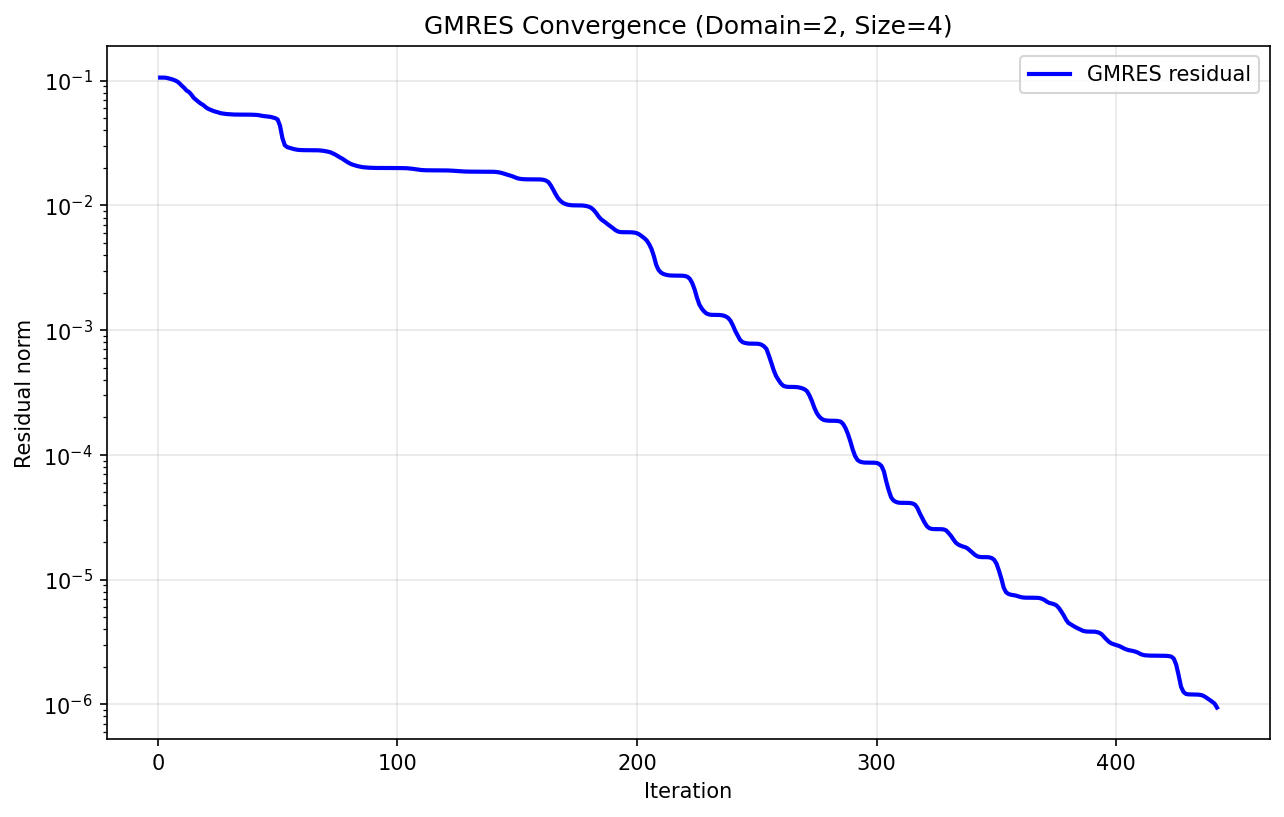 GMRES Convergence (Domain=2, Size=4)
GMRES residual
Residual norm
10⁻¹
10⁻²
10⁻³
10⁻⁴
10⁻⁵
10⁻⁶
0 100 200 300 400
Iteration